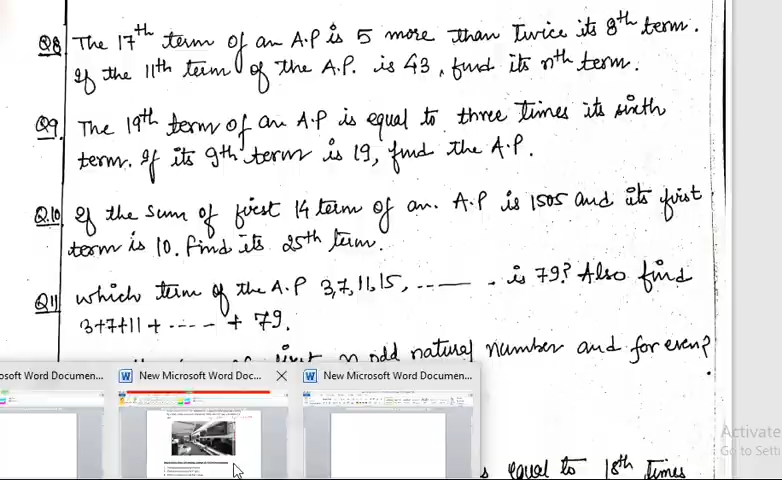 Q8 The 17th term of an A.P is 5 more than twice its 8th term.
If the 11th term of the A.P. is 43, find its nth term.
Q9 The 19th term of an A.P is equal to three times its sixth
term. If its 9th term is 19, find the A.P.
Q.10 If the sum of first 14 term of an. A.P is 1505 and its first
term is 10. Find its 25th term.
Q11 which term of the A.P 3,7,11,15, ------ . is 79? Also find
3+7+11+ ----- + 79.
first n odd natural number and for even?
osoft Word Documen...
New Microsoft Word Doc...
New Microsoft Word Documen...
Activate
Go to Setti
equal to 18th times